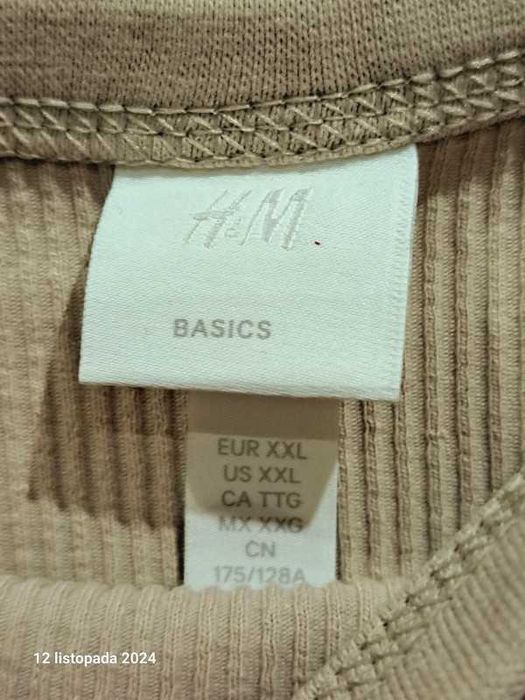 H&M
BASICS
EUR XXL
US XXL
CA TTG
MX XXG
CN
175/128A
12 listopada 2024